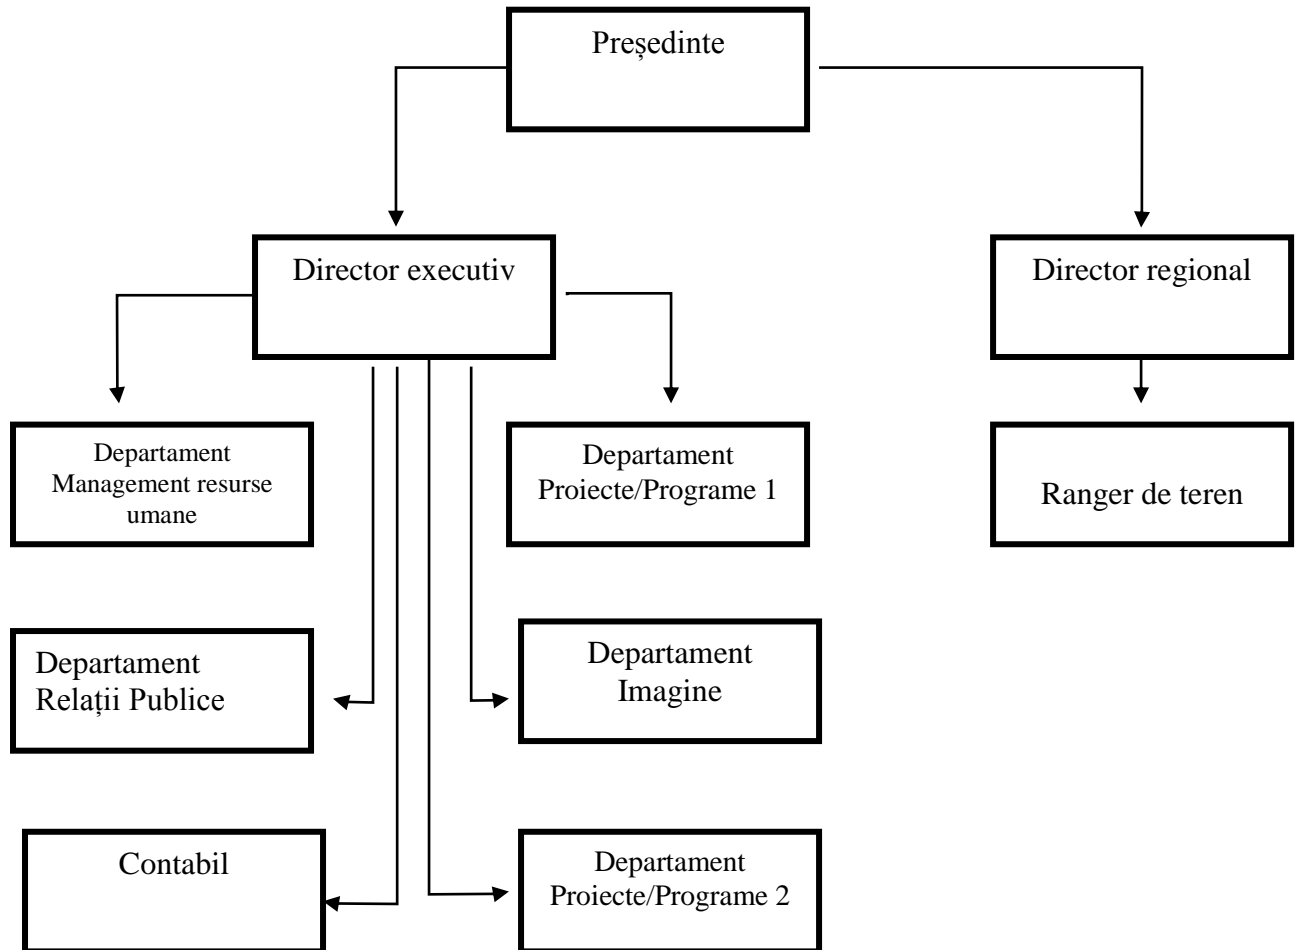 Președinte
Director executiv
Director regional
Departament
Management resurse
umane
Departament
Proiecte/Programe 1
Ranger de teren
Departament
Relații Publice
Departament
Imagine
Contabil
Departament
Proiecte/Programe 2